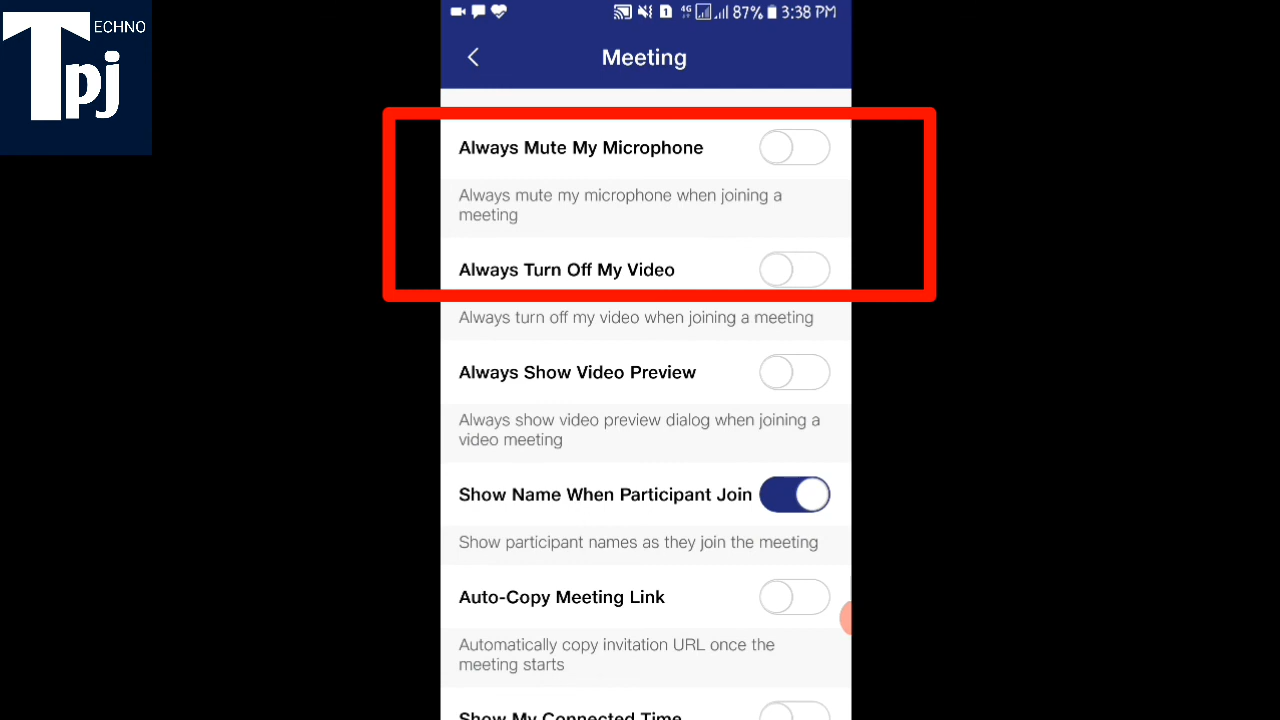 TECHNO
pj
1 4G 87% 3:38 PM
Meeting
Always Mute My Microphone
Always mute my microphone when joining a
meeting
Always Turn Off My Video
Always turn off my video when joining a meeting
Always Show Video Preview
Always show video preview dialog when joining a
video meeting
Show Name When Participant Join
Show participant names as they join the meeting
Auto-Copy Meeting Link
Automatically copy invitation URL once the
meeting starts
Show My Connected Time